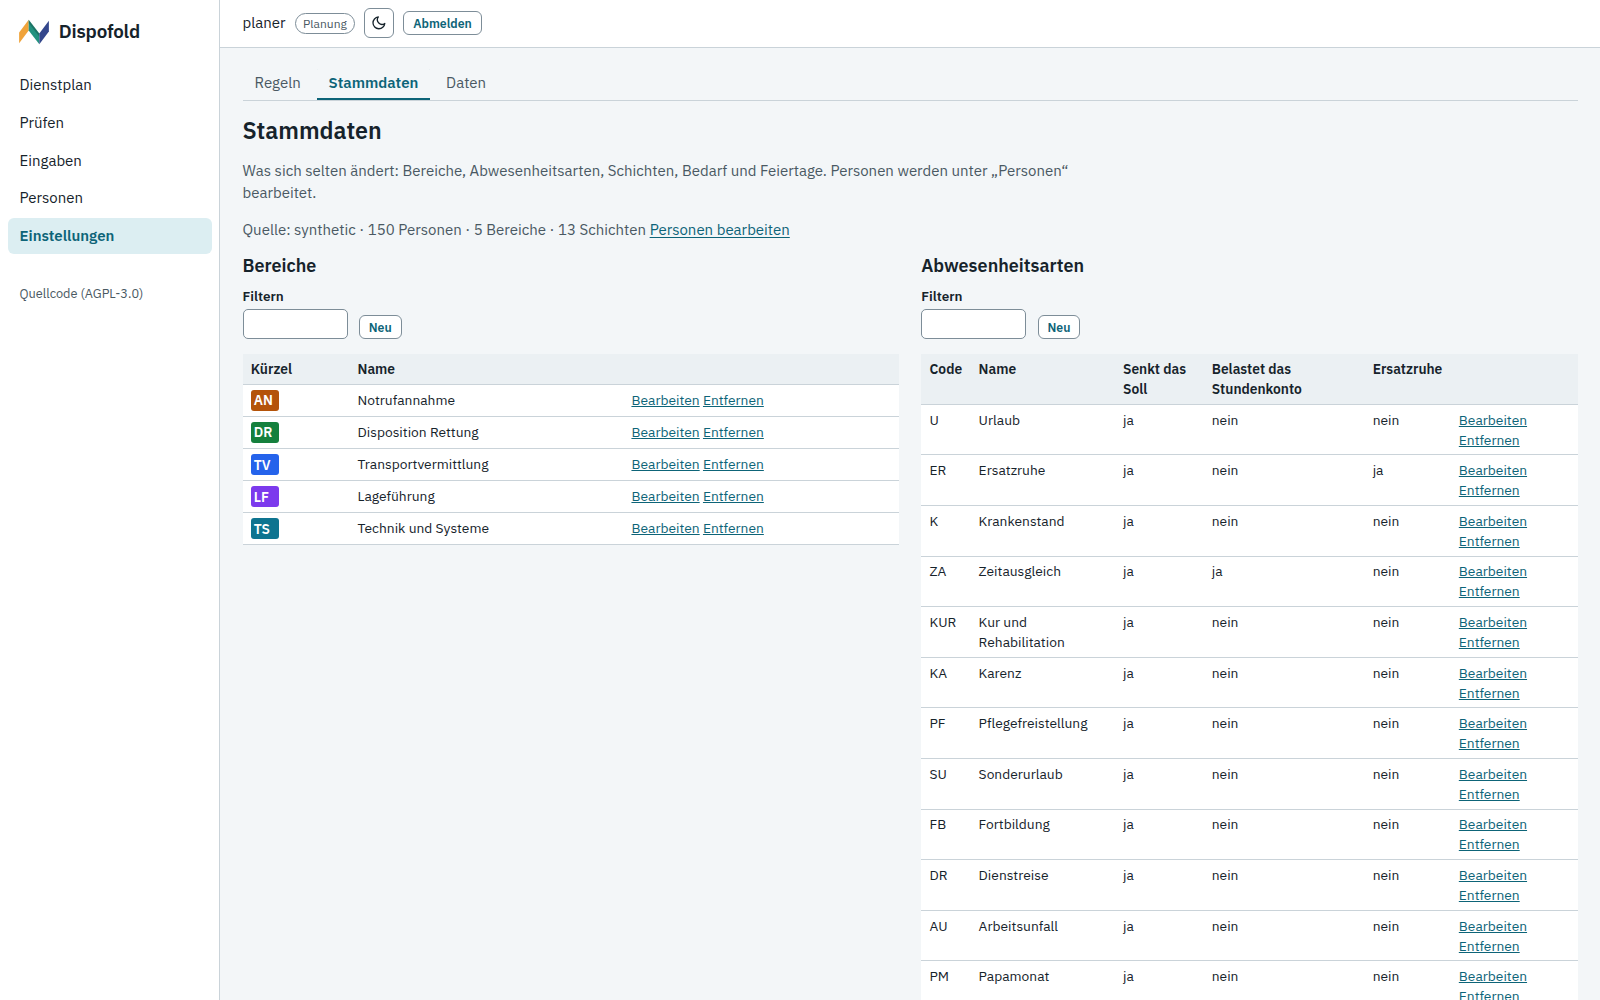 Dispofold
Dienstplan
Prüfen
Eingaben
Personen
Einstellungen
Quellcode (AGPL-3.0)
planer Planung Abmelden
Regeln Stammdaten Daten
Stammdaten
Was sich selten ändert: Bereiche, Abwesenheitsarten, Schichten, Bedarf und Feiertage. Personen werden unter „Personen“
bearbeitet.
Quelle: synthetic · 150 Personen · 5 Bereiche · 13 Schichten Personen bearbeiten
Bereiche
Filtern
Neu
Kürzel Name
AN Notrufannahme Bearbeiten Entfernen
DR Disposition Rettung Bearbeiten Entfernen
TV Transportvermittlung Bearbeiten Entfernen
LF Lageführung Bearbeiten Entfernen
TS Technik und Systeme Bearbeiten Entfernen
Abwesenheitsarten
Filtern
Neu
Code Name Senkt das Belastet das Ersatzruhe
Soll Stundenkonto
U Urlaub ja nein nein Bearbeiten
Entfernen
ER Ersatzruhe ja nein ja Bearbeiten
Entfernen
K Krankenstand ja nein nein Bearbeiten
Entfernen
ZA Zeitausgleich ja ja nein Bearbeiten
Entfernen
KUR Kur und ja nein nein Bearbeiten
Rehabilitation Entfernen
KA Karenz ja nein nein Bearbeiten
Entfernen
PF Pflegefreistellung ja nein nein Bearbeiten
Entfernen
SU Sonderurlaub ja nein nein Bearbeiten
Entfernen
FB Fortbildung ja nein nein Bearbeiten
Entfernen
DR Dienstreise ja nein nein Bearbeiten
Entfernen
AU Arbeitsunfall ja nein nein Bearbeiten
Entfernen
PM Papamonat ja nein nein Bearbeiten
Entfernen